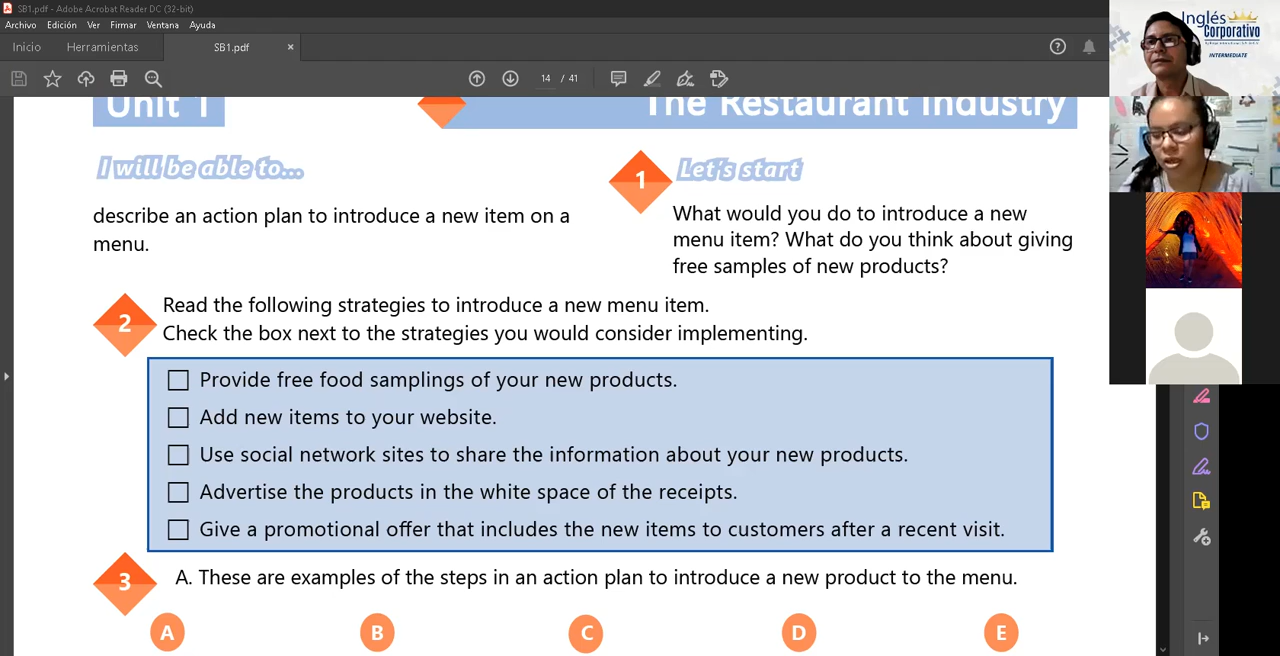 SB1.pdf - Adobe Acrobat Reader DC (32-bit)
Archivo Edición Ver Firmar Ventana Ayuda
Inicio Herramientas SB1.pdf ×
14 / 41
Inglés
Corporativo
INTERMEDIATE
Unit 1 The Restaurant Industry
I will be able to...
describe an action plan to introduce a new item on a
menu.
1 Let's start
What would you do to introduce a new
menu item? What do you think about giving
free samples of new products?
2 Read the following strategies to introduce a new menu item.
Check the box next to the strategies you would consider implementing.
Provide free food samplings of your new products.
Add new items to your website.
Use social network sites to share the information about your new products.
Advertise the products in the white space of the receipts.
Give a promotional offer that includes the new items to customers after a recent visit.
3 A. These are examples of the steps in an action plan to introduce a new product to the menu.
A B C D E